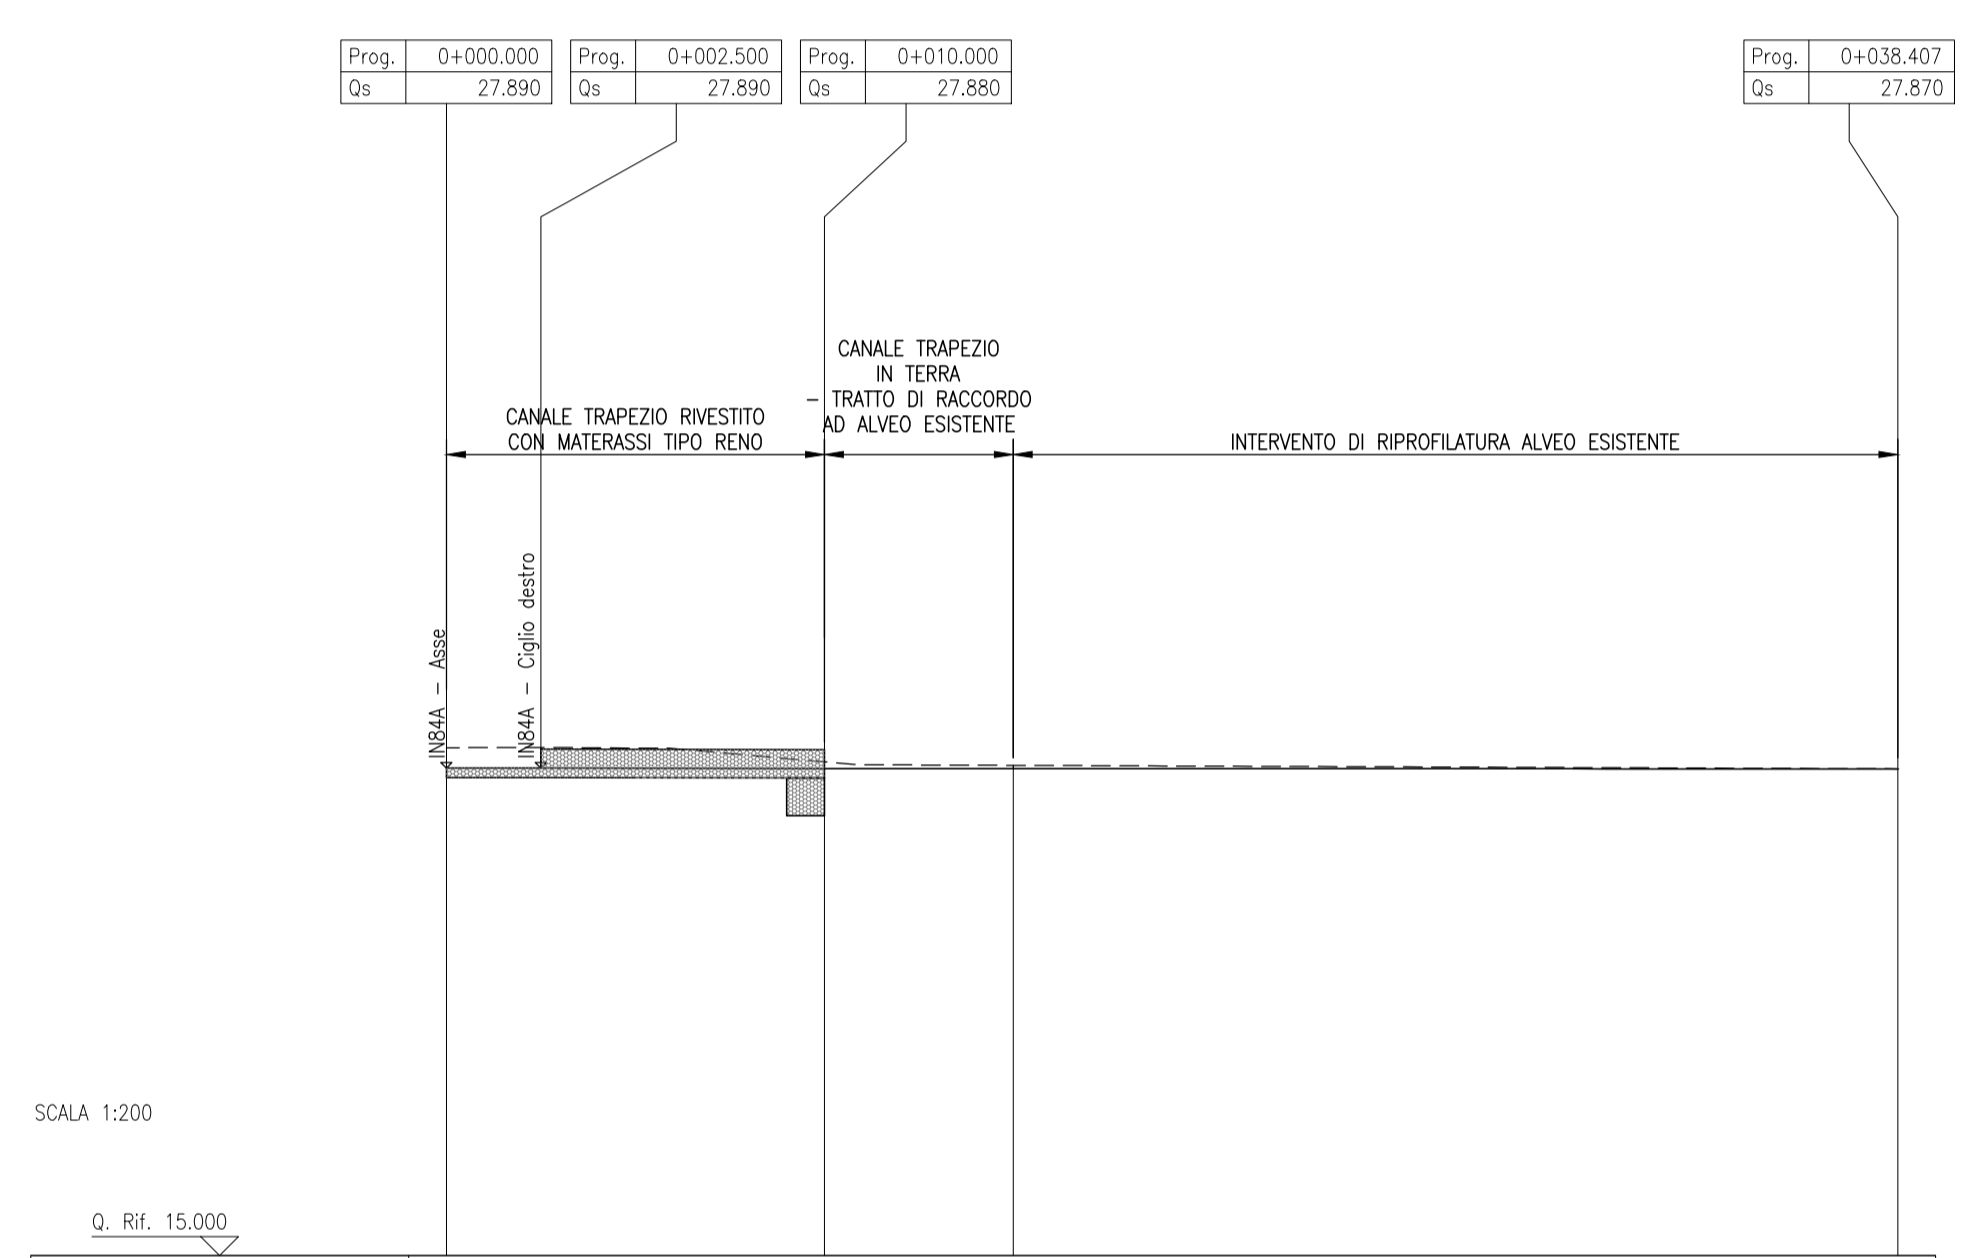 Prog. 0+000.000
Qs 27.890
Prog. 0+002.500
Qs 27.890
Prog. 0+010.000
Qs 27.880
Prog. 0+038.407
Qs 27.870
CANALE TRAPEZIO RIVESTITO
CON MATERASSI TIPO RENO
CANALE TRAPEZIO
IN TERRA
– TRATTO DI RACCORDO
AD ALVEO ESISTENTE
INTERVENTO DI RIPROFILATURA ALVEO ESISTENTE
IN84A – Asse
IN84A – Ciglio destro
SCALA 1:200
Q. Rif. 15.000